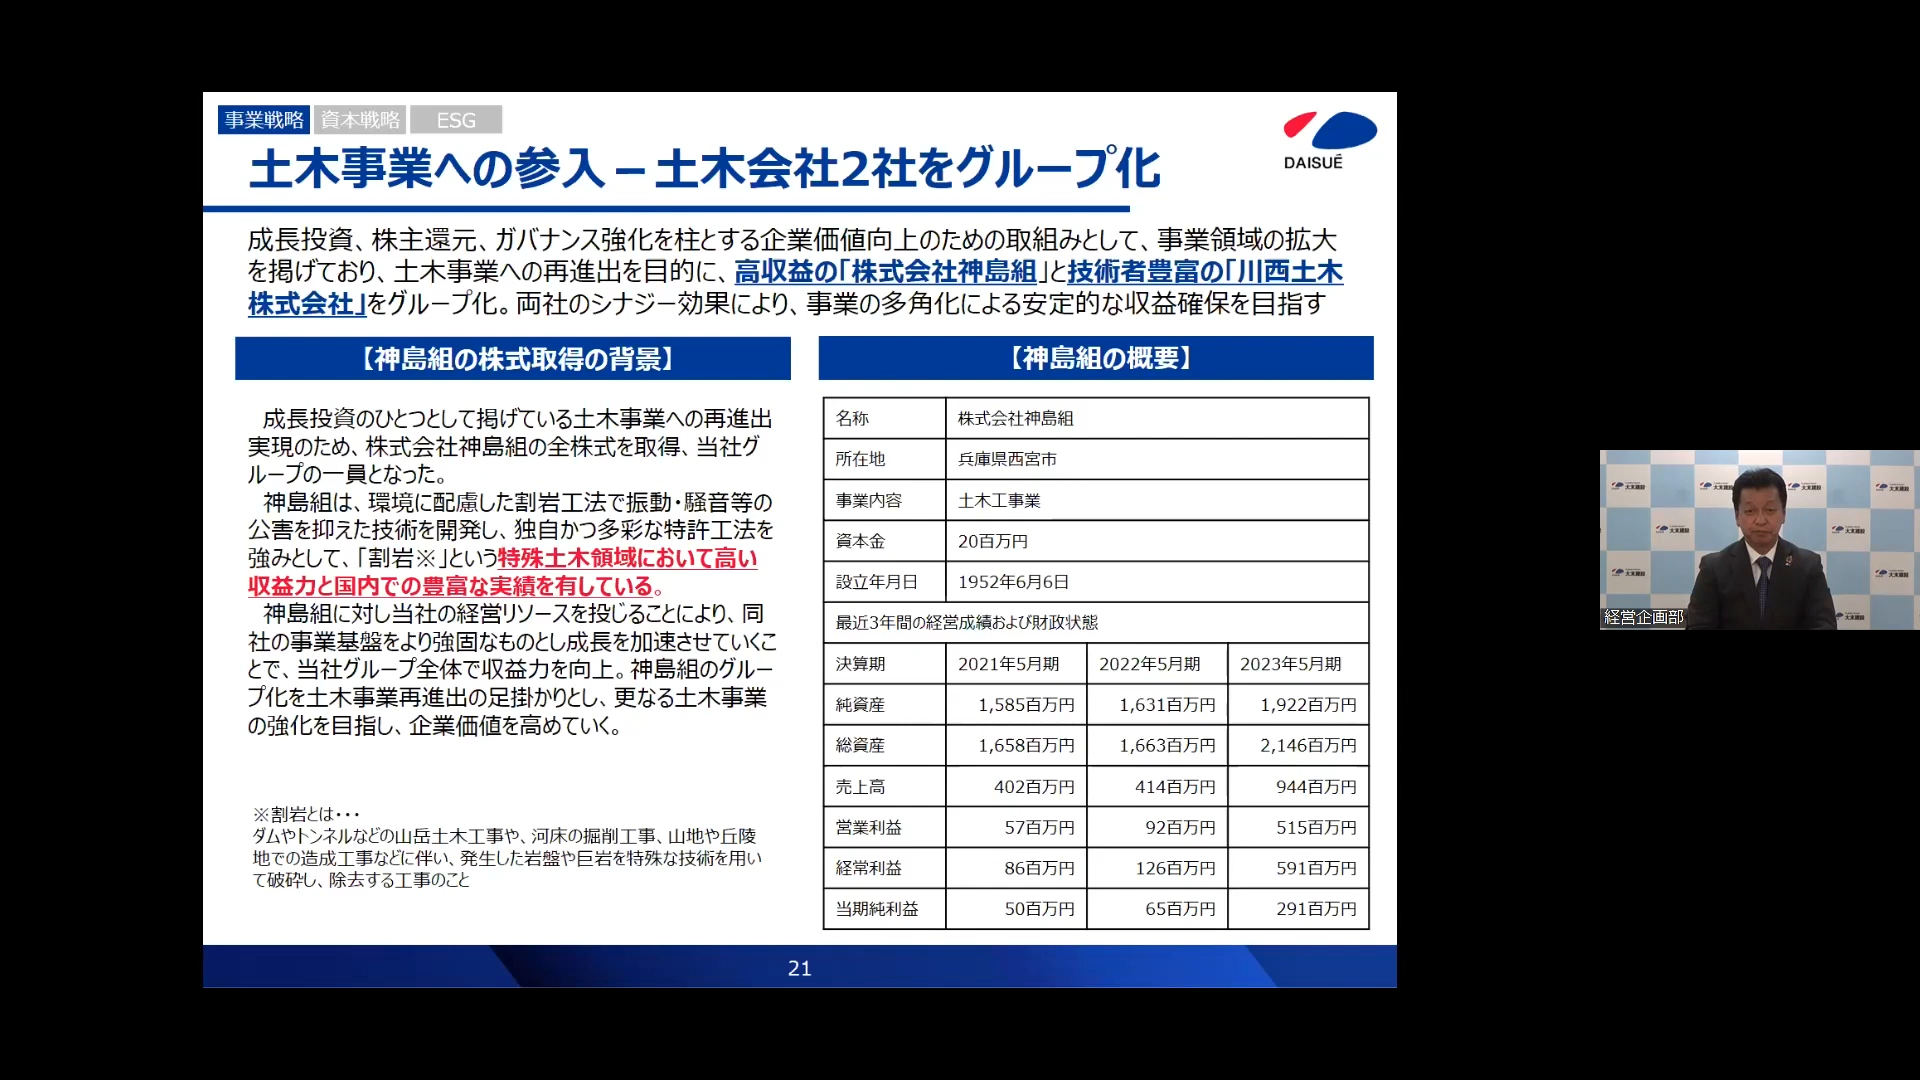 事業戦略 資本戦略 ESG
土木事業への参入 – 土木会社2社をグループ化
DAISUÉ
成長投資、株主還元、ガバナンス強化を柱とする企業価値向上のための取組みとして、事業領域の拡大
を掲げており、土木事業への再進出を目的に、高収益の「株式会社神島組」と技術者豊富の「川西土木
株式会社」をグループ化。両社のシナジー効果により、事業の多角化による安定的な収益確保を目指す
【神島組の株式取得の背景】
成長投資のひとつとして掲げている土木事業への再進出
実現のため、株式会社神島組の全株式を取得、当社グ
ループの一員となった。
神島組は、環境に配慮した割岩工法で振動・騒音等の
公害を抑えた技術を開発し、独自かつ多彩な特許工法を
強みとして、「割岩※」という特殊土木領域において高い
収益力と国内での豊富な実績を有している。
神島組に対し当社の経営リソースを投じることにより、同
社の事業基盤をより強固なものとし成長を加速させていくこ
とで、当社グループ全体で収益力を向上。神島組のグルー
プ化を土木事業再進出の足掛かりとし、更なる土木事業
の強化を目指し、企業価値を高めていく。
※割岩とは・・・
ダムやトンネルなどの山岳土木工事や、河床の掘削工事、山地や丘陵
地での造成工事などに伴い、発生した岩盤や巨岩を特殊な技術を用い
て破砕し、除去する工事のこと
【神島組の概要】
名称 株式会社神島組
所在地 兵庫県西宮市
事業内容 土木工事業
資本金 20百万円
設立年月日 1952年6月6日
最近3年間の経営成績および財政状態
決算期 2021年5月期 2022年5月期 2023年5月期
純資産 1,585百万円 1,631百万円 1,922百万円
総資産 1,658百万円 1,663百万円 2,146百万円
売上高 402百万円 414百万円 944百万円
営業利益 57百万円 92百万円 515百万円
経常利益 86百万円 126百万円 591百万円
当期純利益 50百万円 65百万円 291百万円
21
大末建設
経営企画部